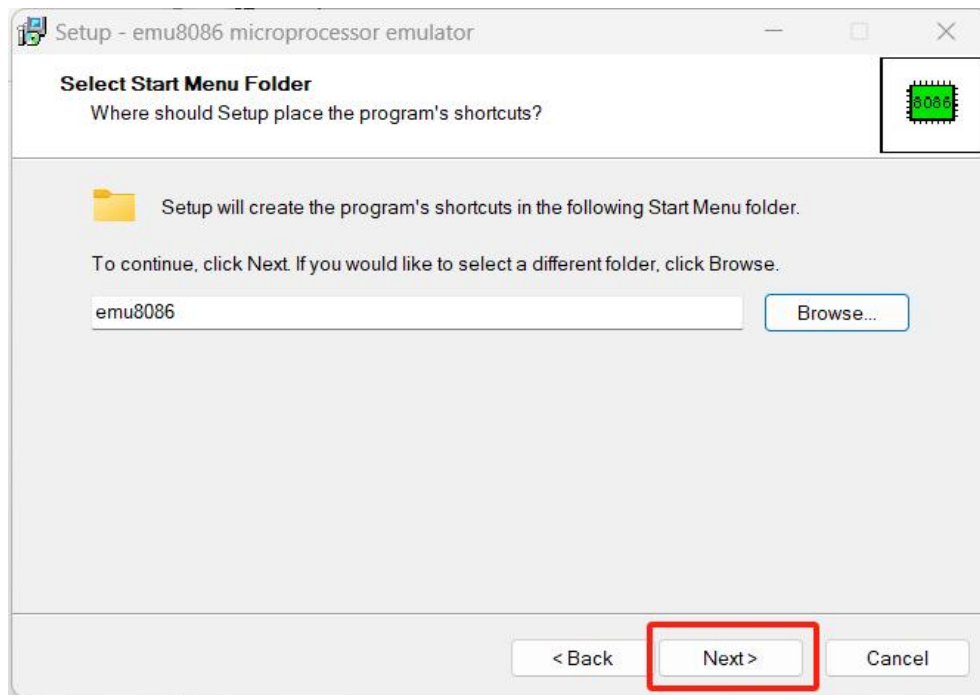 Setup - emu8086 microprocessor emulator
Select Start Menu Folder
Where should Setup place the program's shortcuts?
8086
Setup will create the program's shortcuts in the following Start Menu folder.
To continue, click Next. If you would like to select a different folder, click Browse.
emu8086
Browse...
< Back
Next >
Cancel